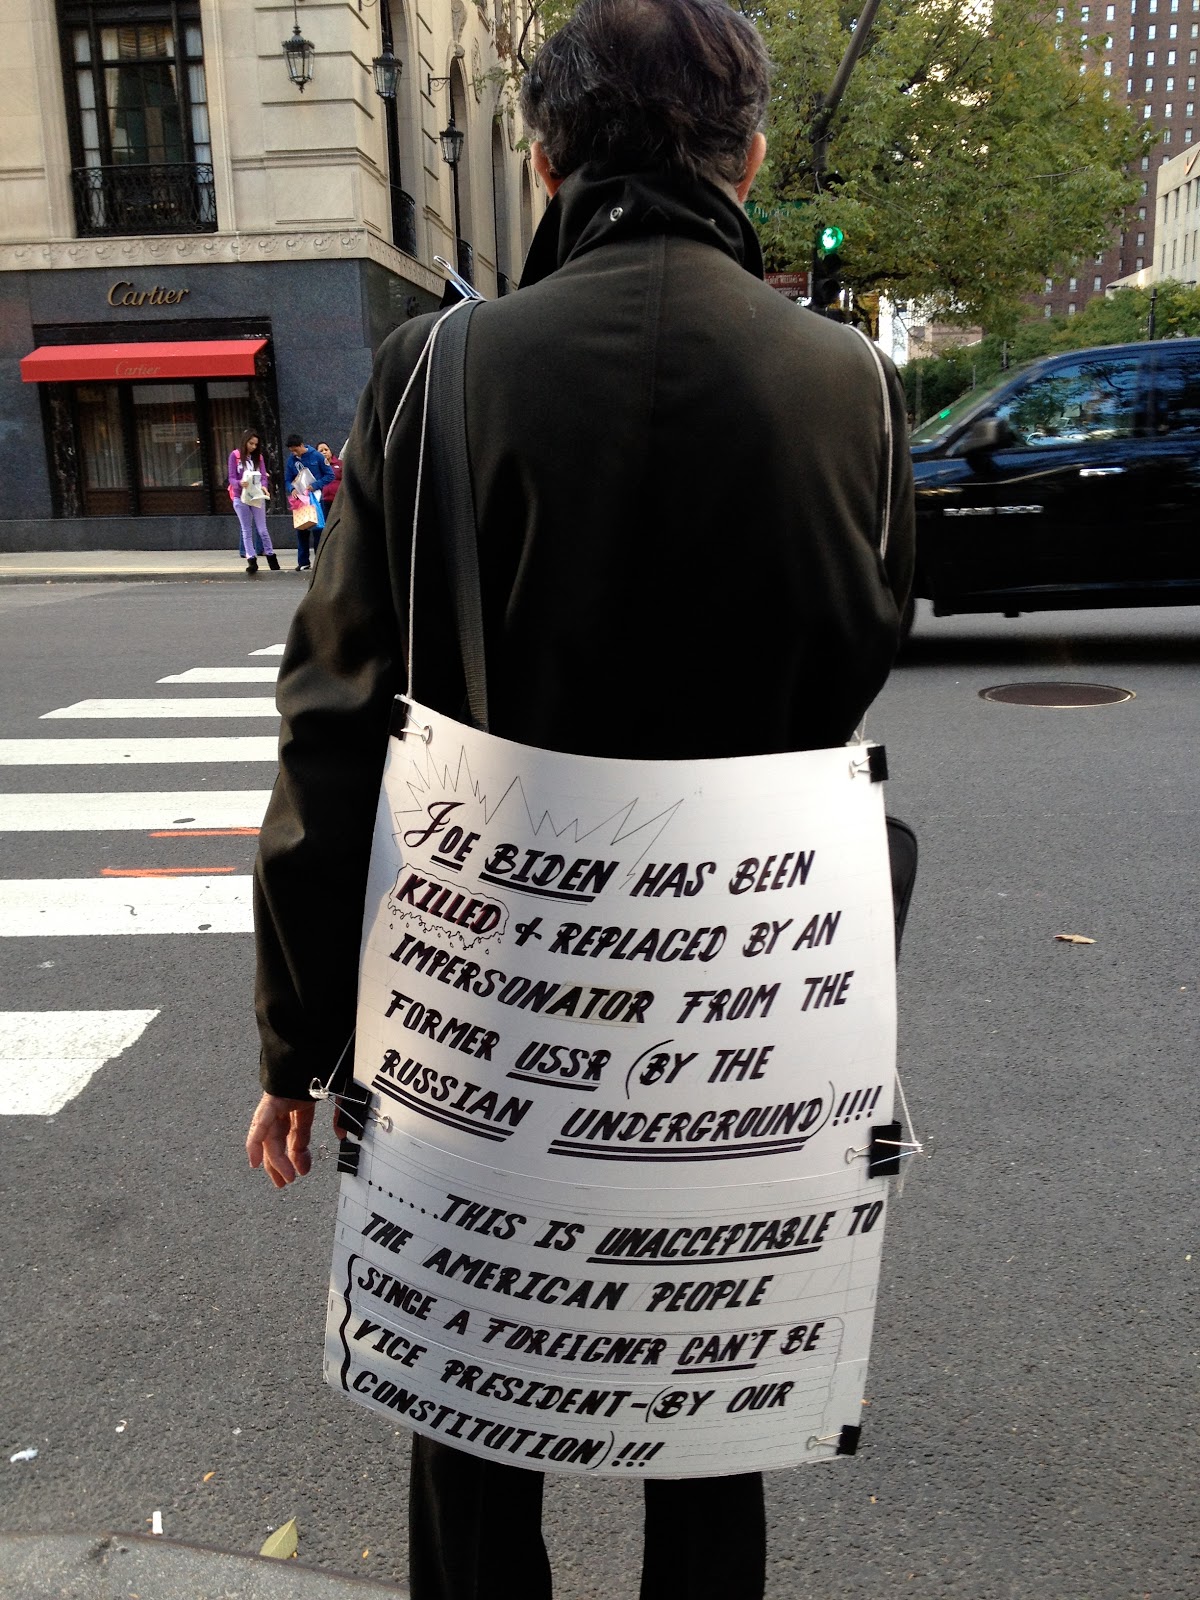 Cartier
Cartier
JOE BIDEN HAS BEEN
KILLED & REPLACED BY AN
IMPERSONATOR FROM THE
FORMER USSR (BY THE
RUSSIAN UNDERGROUND)!!!!
.......THIS IS UNACCEPTABLE TO
THE AMERICAN PEOPLE
SINCE A FOREIGNER CAN'T BE
VICE PRESIDENT-(BY OUR
CONSTITUTION)!!!